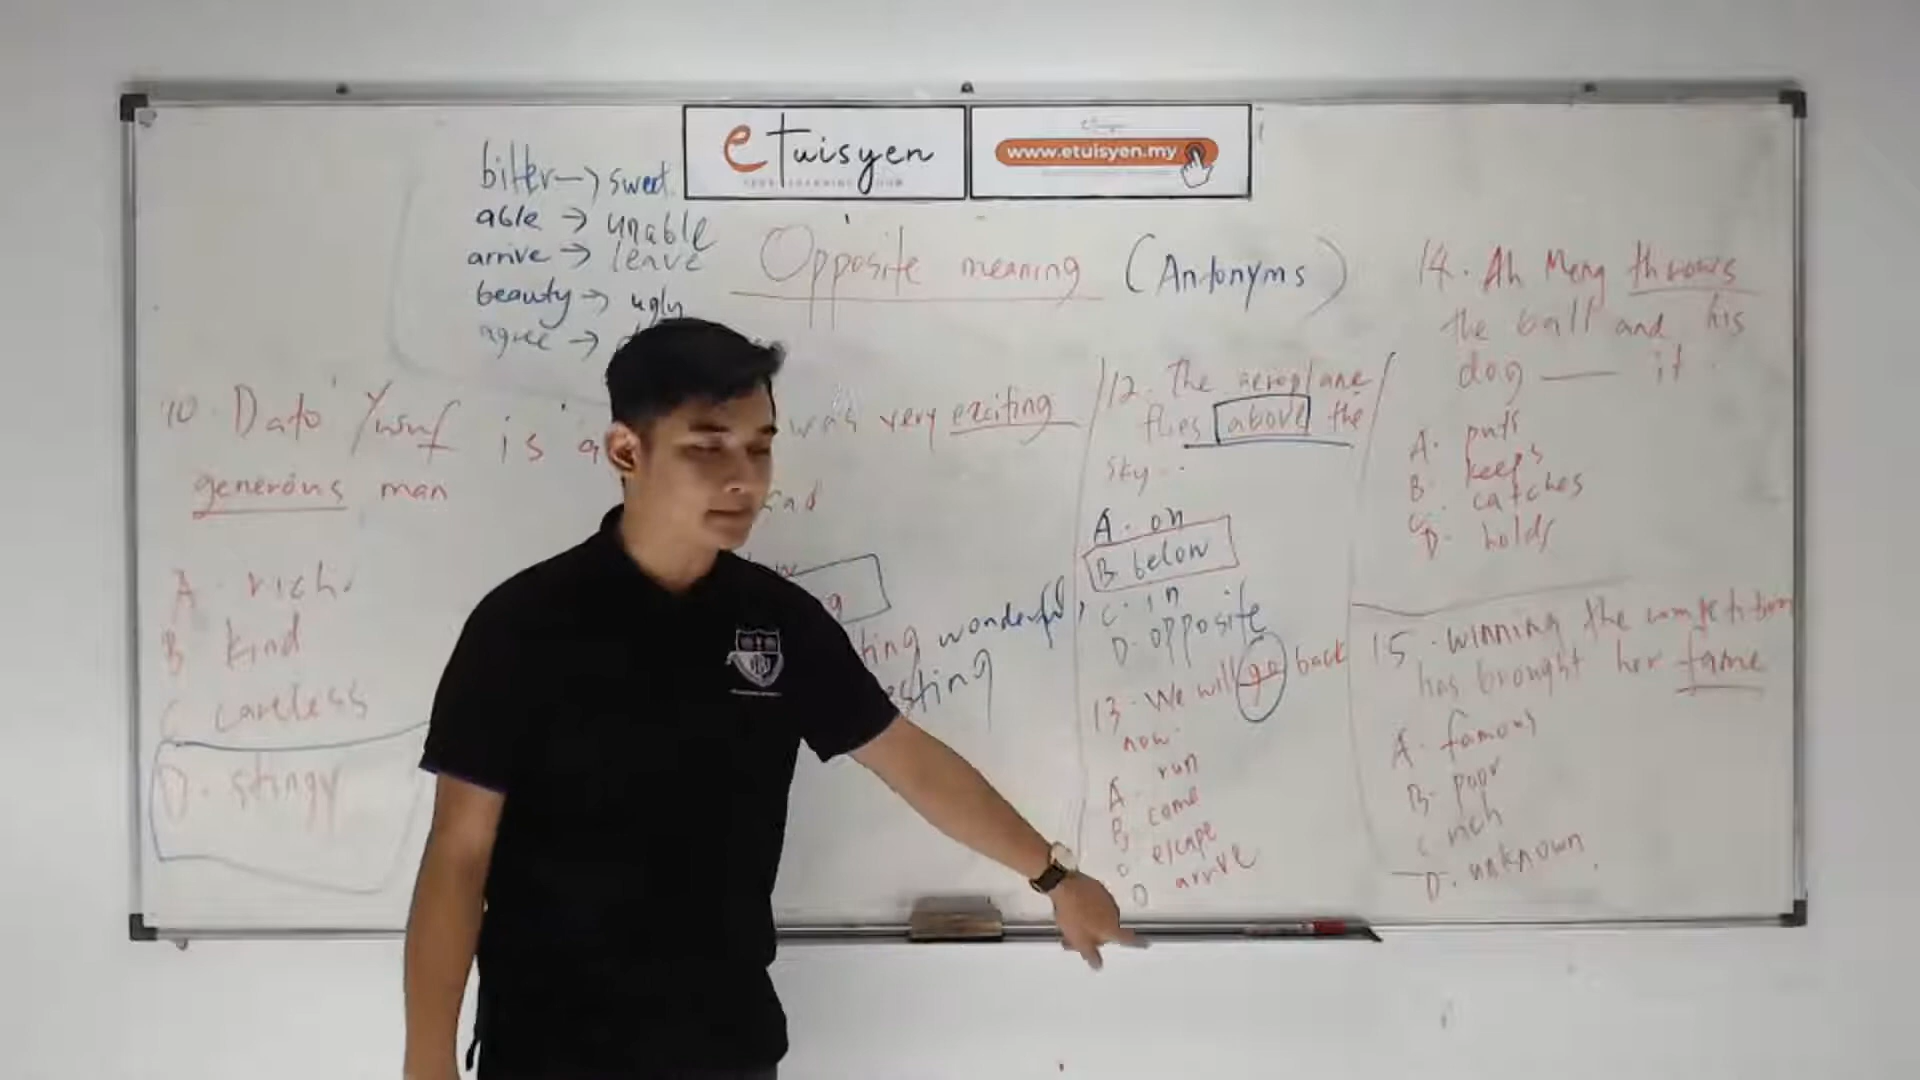 eTuisyen
www.etuisyen.my
bitter → sweet
able → unable
arrive → leave
beauty → ugly
agree →
Opposite meaning (Antonyms)
10. Dato' Yusuf is a
generous man
A. rich
B kind
C careless
D. stingy
was very exciting
wonderful,
12. The aeroplane
flies above the
sky.
A. on
B. below
C. in
D. opposite
13. We will go back
now.
A. run
B. come
C escape
D arrive
14. Ah Meng throws
the ball and his
dog ___ it.
A. puts
B. keeps
C. catches
D. holds
15. winning the competition
has brought her fame
A. famous
B. poor
C rich
D. unknown.